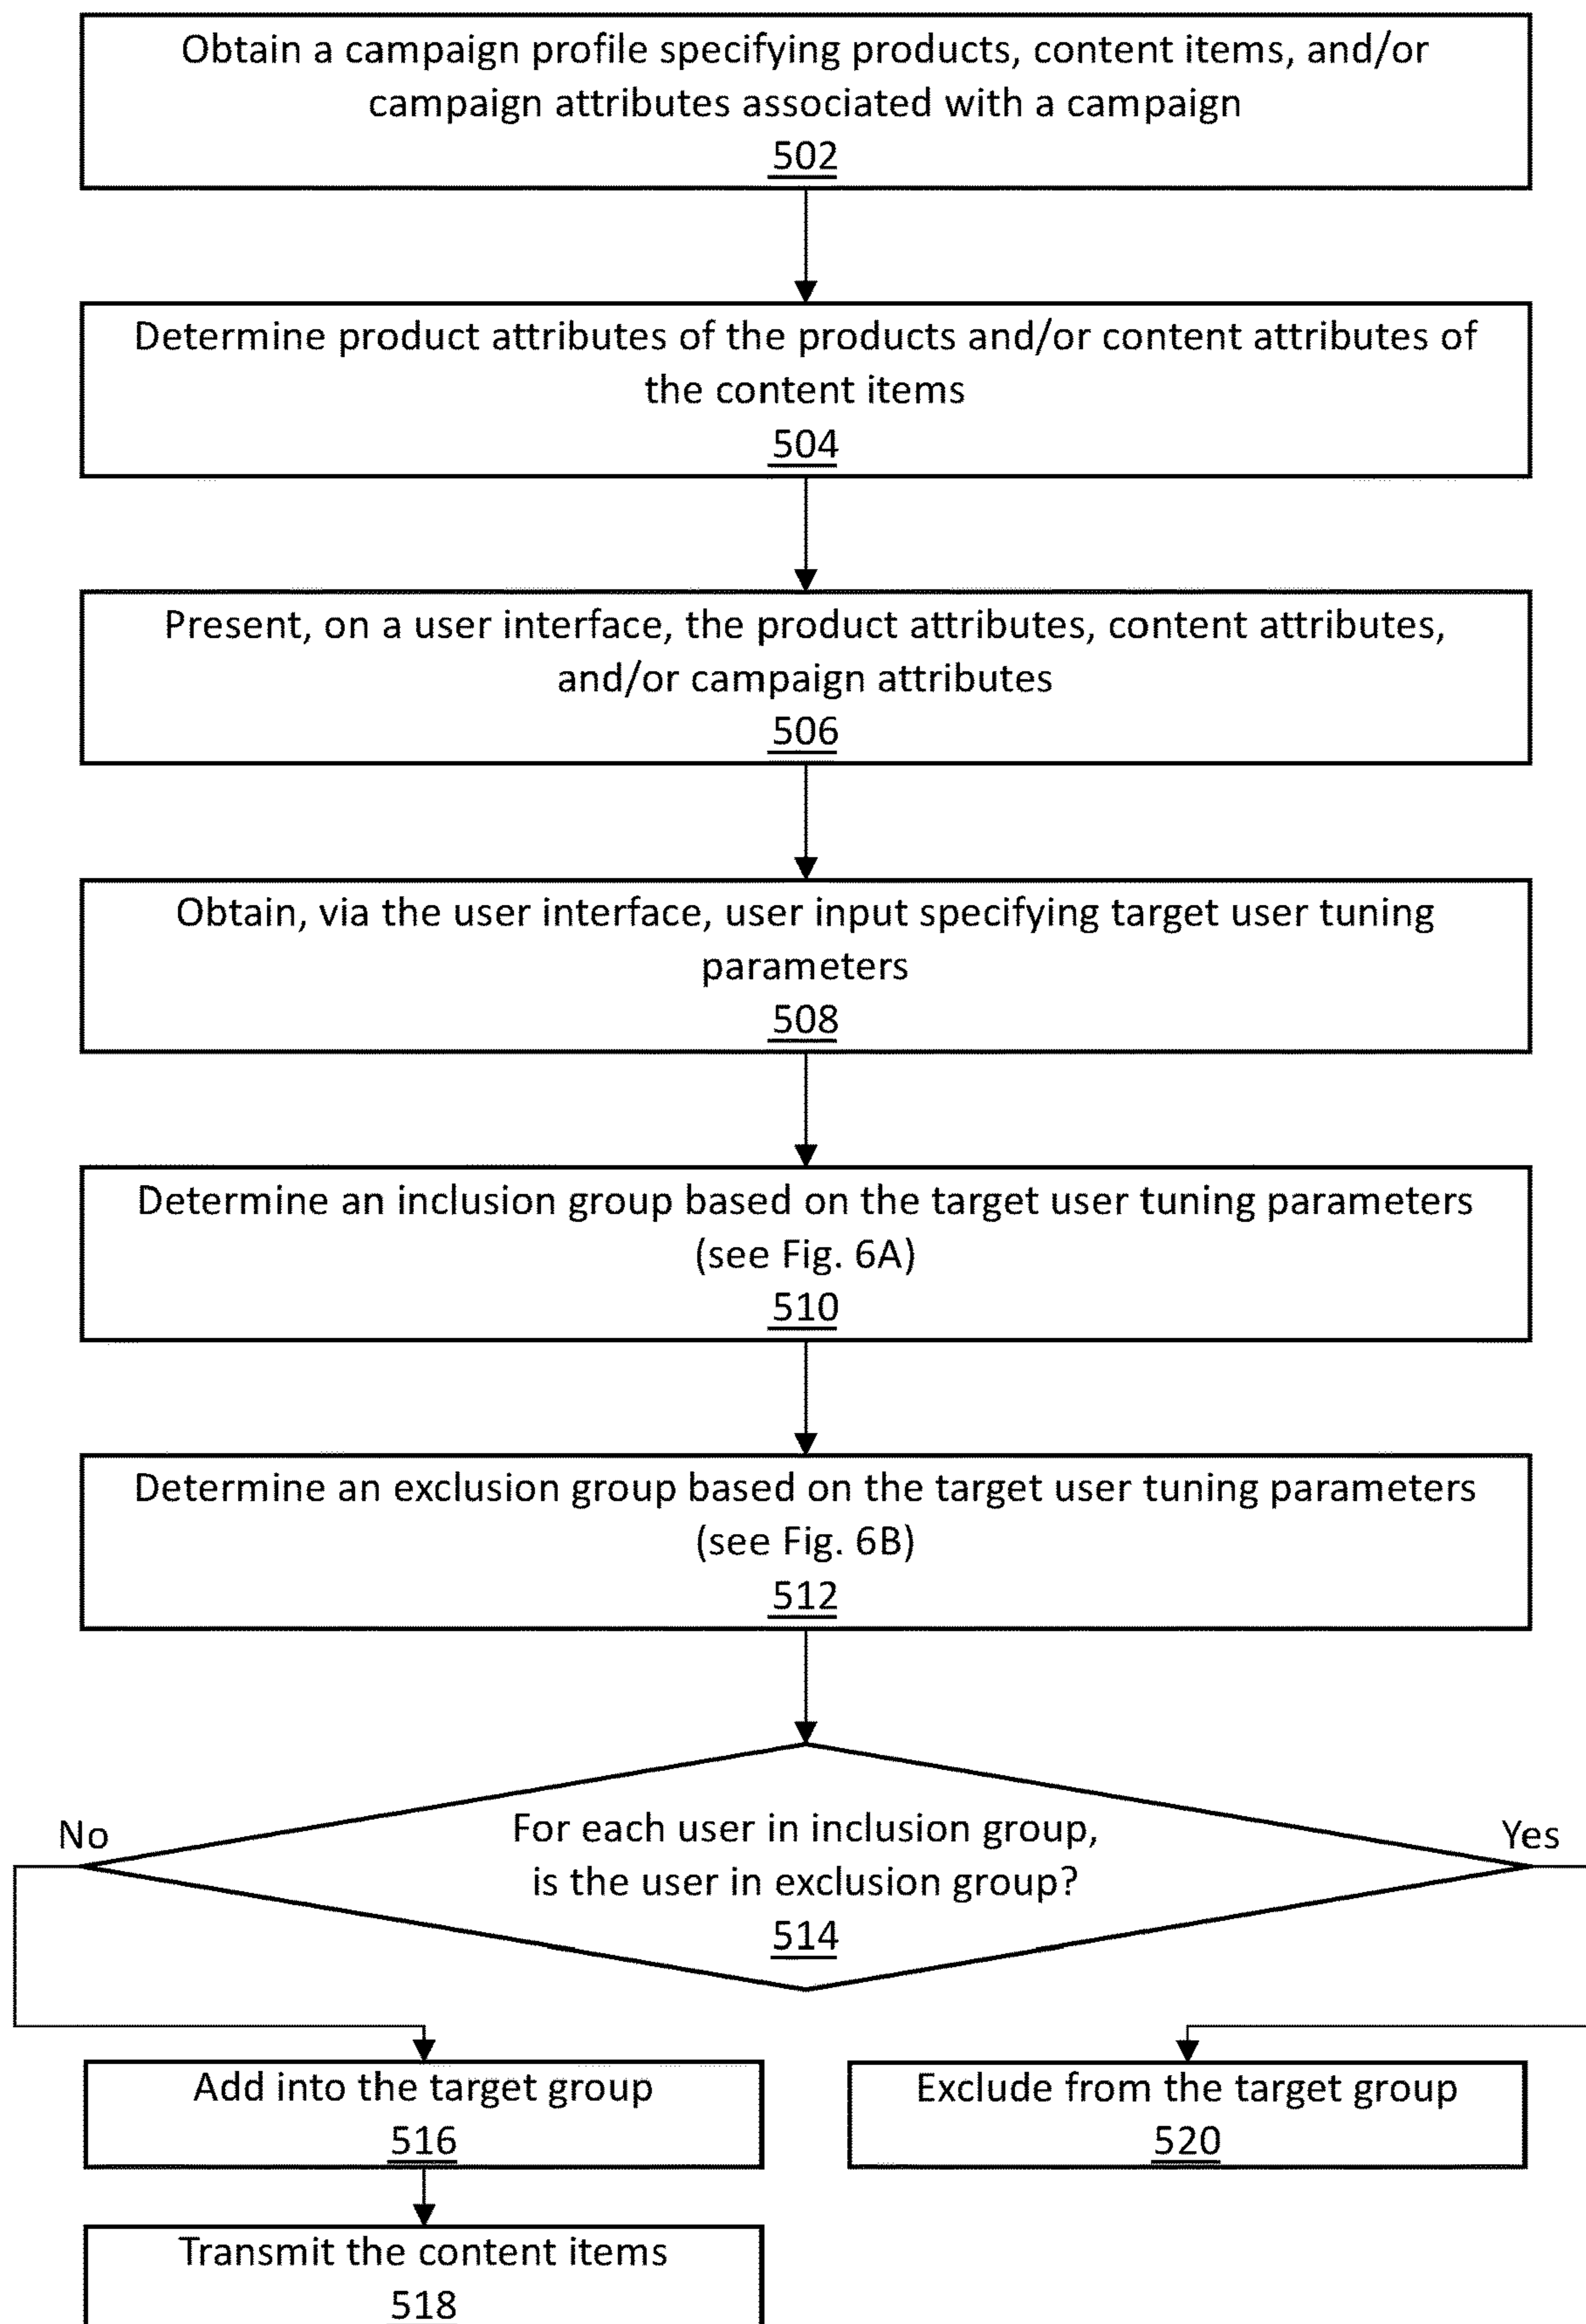 Obtain a campaign profile specifying products, content items, and/or
campaign attributes associated with a campaign
502
Determine product attributes of the products and/or content attributes of
the content items
504
Present, on a user interface, the product attributes, content attributes,
and/or campaign attributes
506
Obtain, via the user interface, user input specifying target user tuning
parameters
508
Determine an inclusion group based on the target user tuning parameters
(see Fig. 6A)
510
Determine an exclusion group based on the target user tuning parameters
(see Fig. 6B)
512
For each user in inclusion group,
is the user in exclusion group?
514
No
Yes
Add into the target group
516
Exclude from the target group
520
Transmit the content items
518